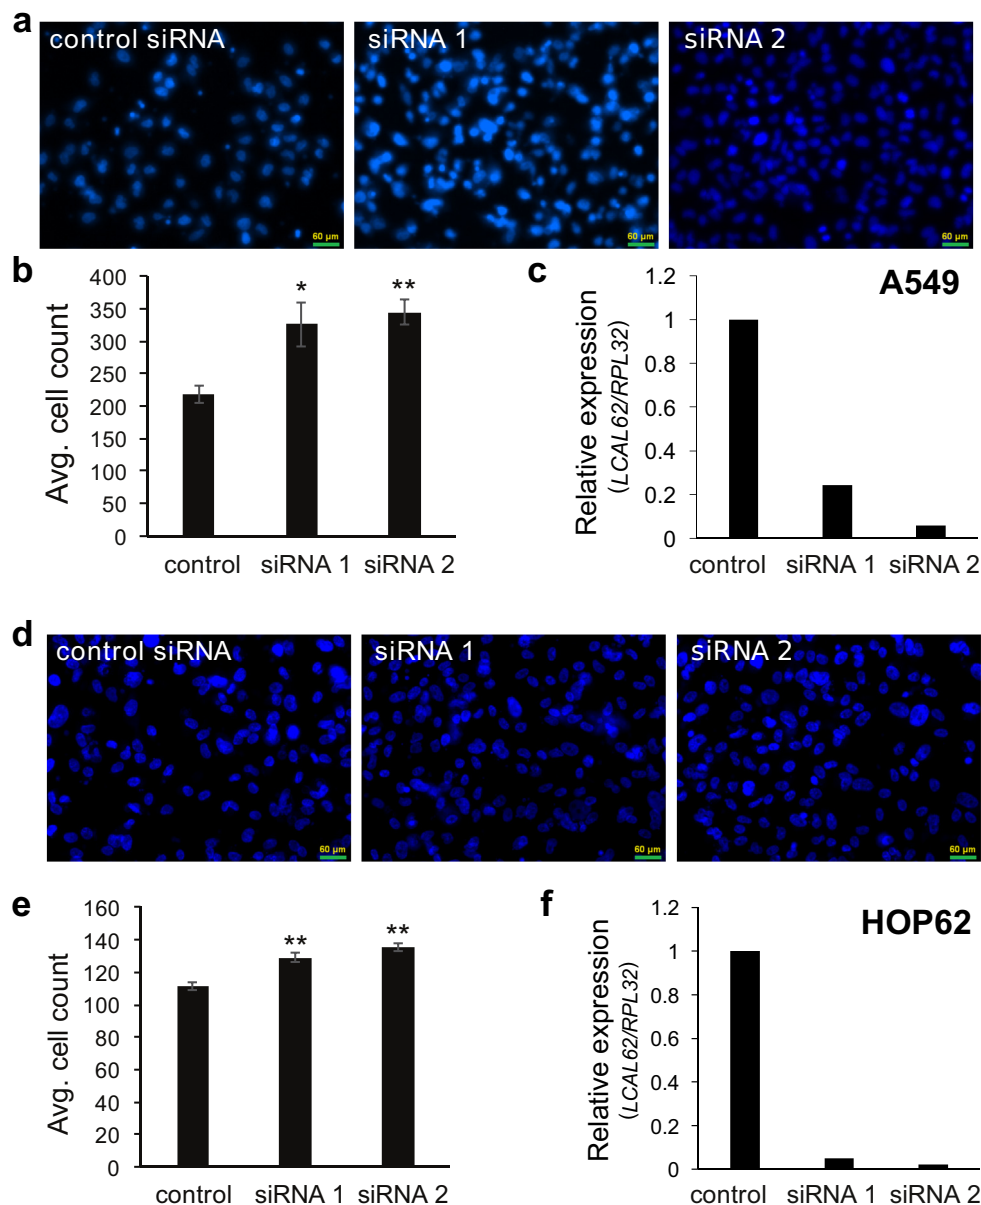 a
control siRNA
siRNA 1
siRNA 2
60 µm
60 µm
60 µm
b
Avg. cell count
400
350
300
250
200
150
100
50
0
*
**
control
siRNA 1
siRNA 2
c
A549
Relative expression
(LCAL62/RPL32)
1.2
1
0.8
0.6
0.4
0.2
0
control
siRNA 1
siRNA 2
d
control siRNA
siRNA 1
siRNA 2
60 µm
60 µm
60 µm
e
Avg. cell count
160
140
120
100
80
60
40
20
0
**
**
control
siRNA 1
siRNA 2
f
HOP62
Relative expression
(LCAL62/RPL32)
1.2
1
0.8
0.6
0.4
0.2
0
control
siRNA 1
siRNA 2